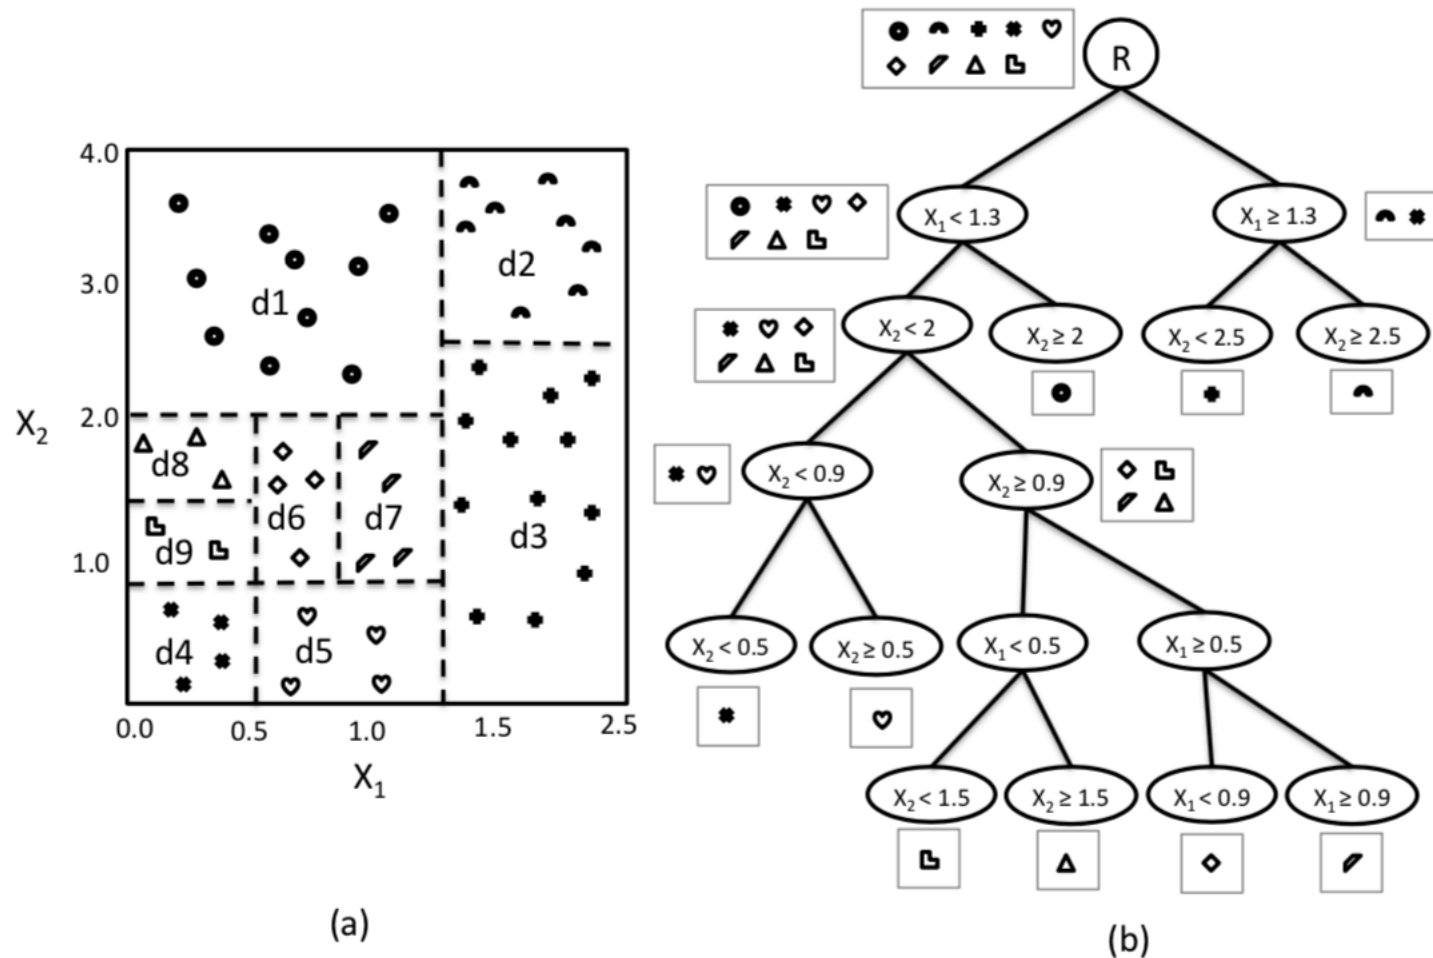 4.0
3.0
2.0
1.0
X2
d1
d2
d8
d6
d7
d9
d3
d4
d5
0.0 0.5 1.0 1.5 2.5
X1
(a)
R
X1 < 1.3 X1 ≥ 1.3
X2 < 2 X2 ≥ 2 X2 < 2.5 X2 ≥ 2.5
X2 < 0.9 X2 ≥ 0.9
X2 < 0.5 X2 ≥ 0.5 X1 < 0.5 X1 ≥ 0.5
X2 < 1.5 X2 ≥ 1.5 X1 < 0.9 X1 ≥ 0.9
(b)